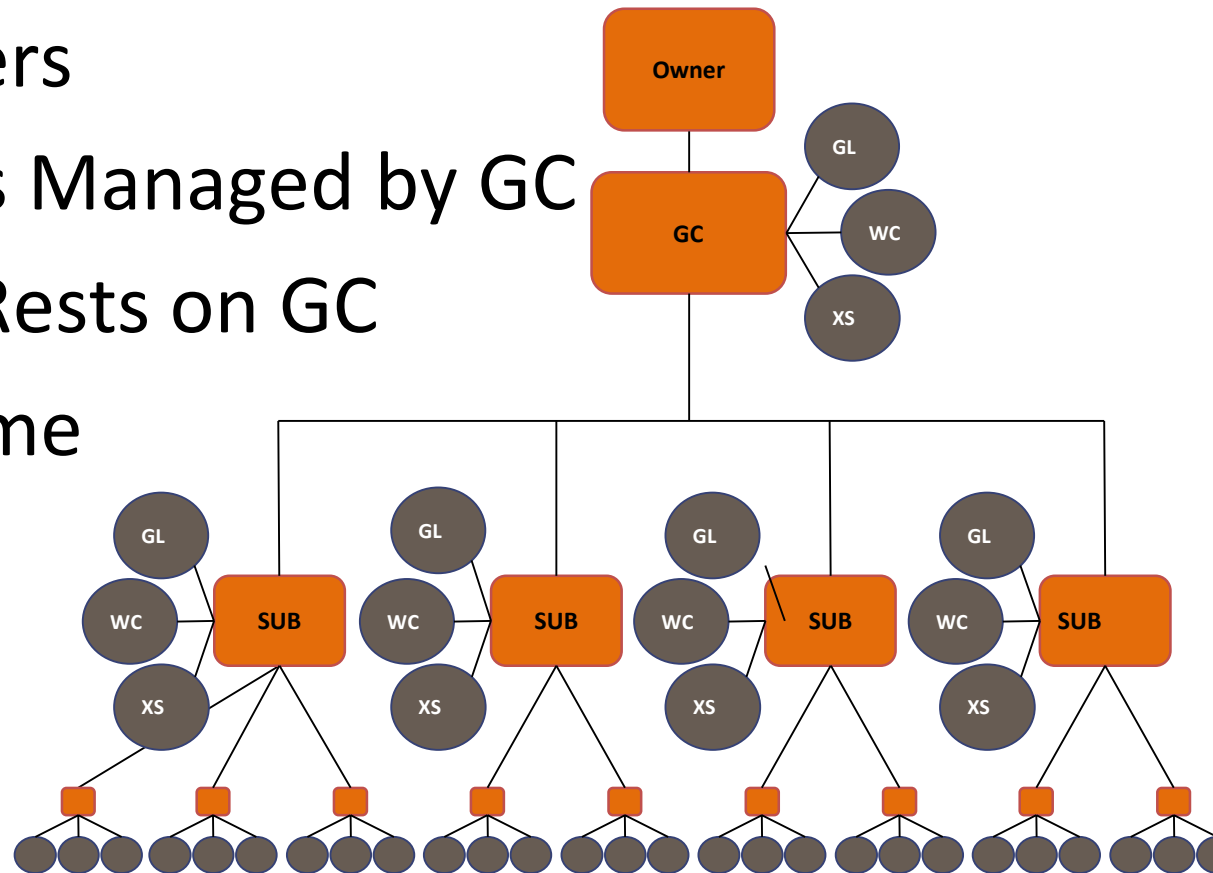 ers
s Managed by GC
Rests on GC
me
Owner
GC
GL
WC
XS
GL
WC
XS
SUB
GL
WC
XS
SUB
GL
WC
XS
SUB
GL
WC
XS
SUB